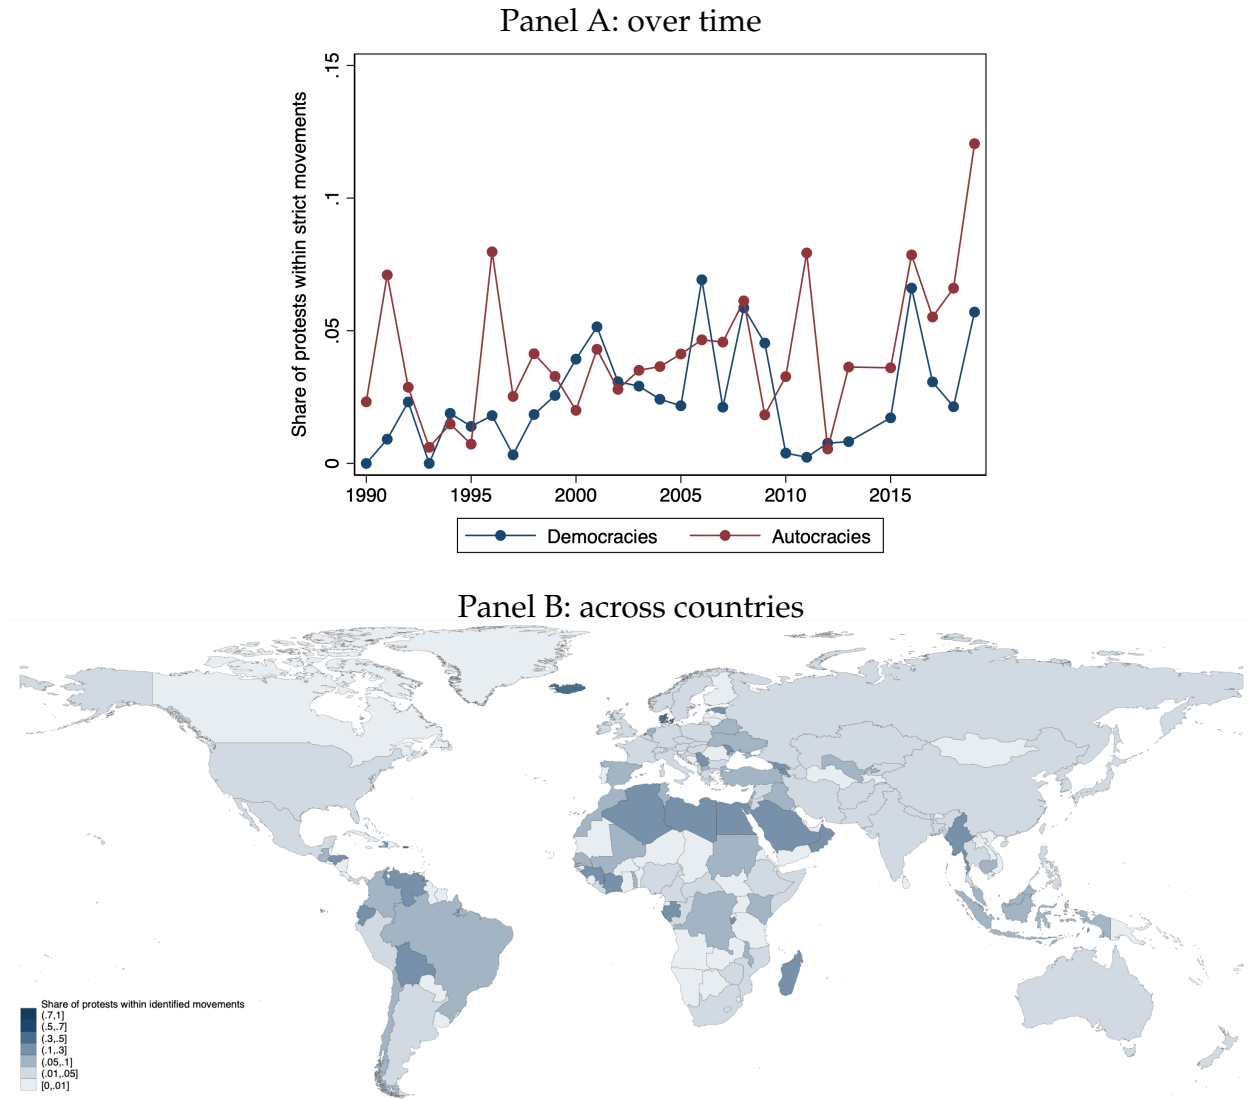 Panel A: over time
.15
.1
.05
0
Share of protests within strict movements
1990 1995 2000 2005 2010 2015
Democracies Autocracies
Panel B: across countries
Share of protests within identified movements
(.7,1]
(.5,.7]
(.3,.5]
(.1,.3]
(.05,.1]
(.01,.05]
[0,.01]